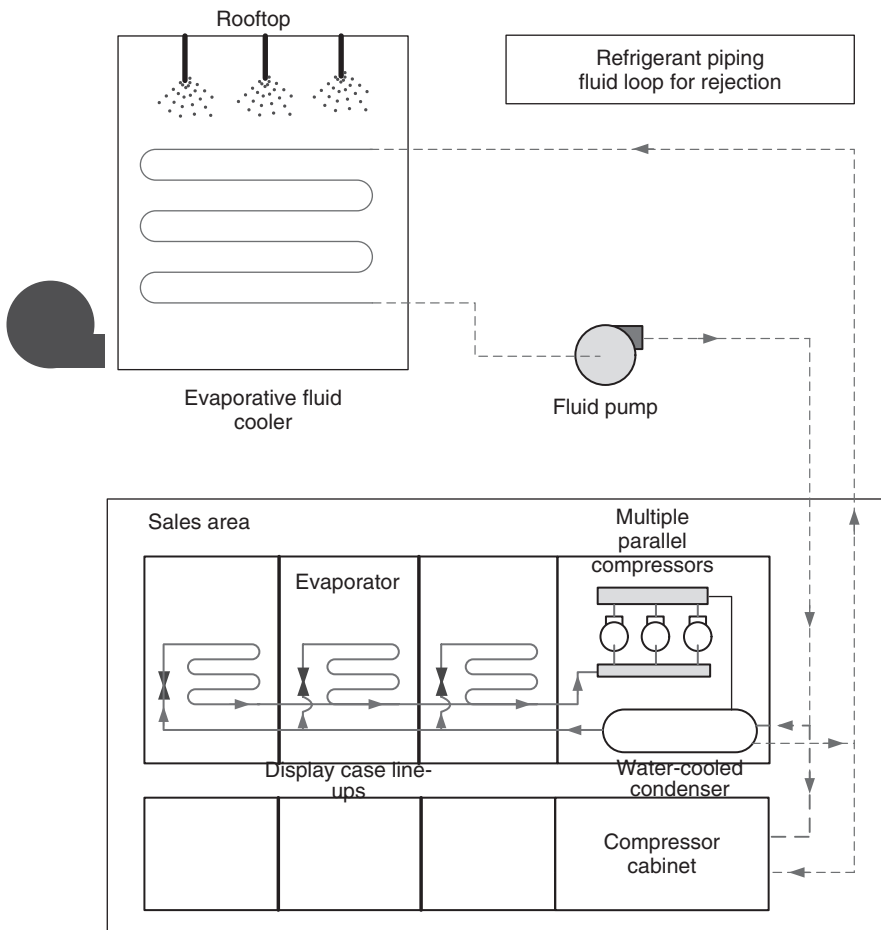 Rooftop
Refrigerant piping
fluid loop for rejection
Evaporative fluid
cooler
Fluid pump
Sales area
Multiple
parallel
compressors
Evaporator
Display case line-
ups
Water-cooled
condenser
Compressor
cabinet